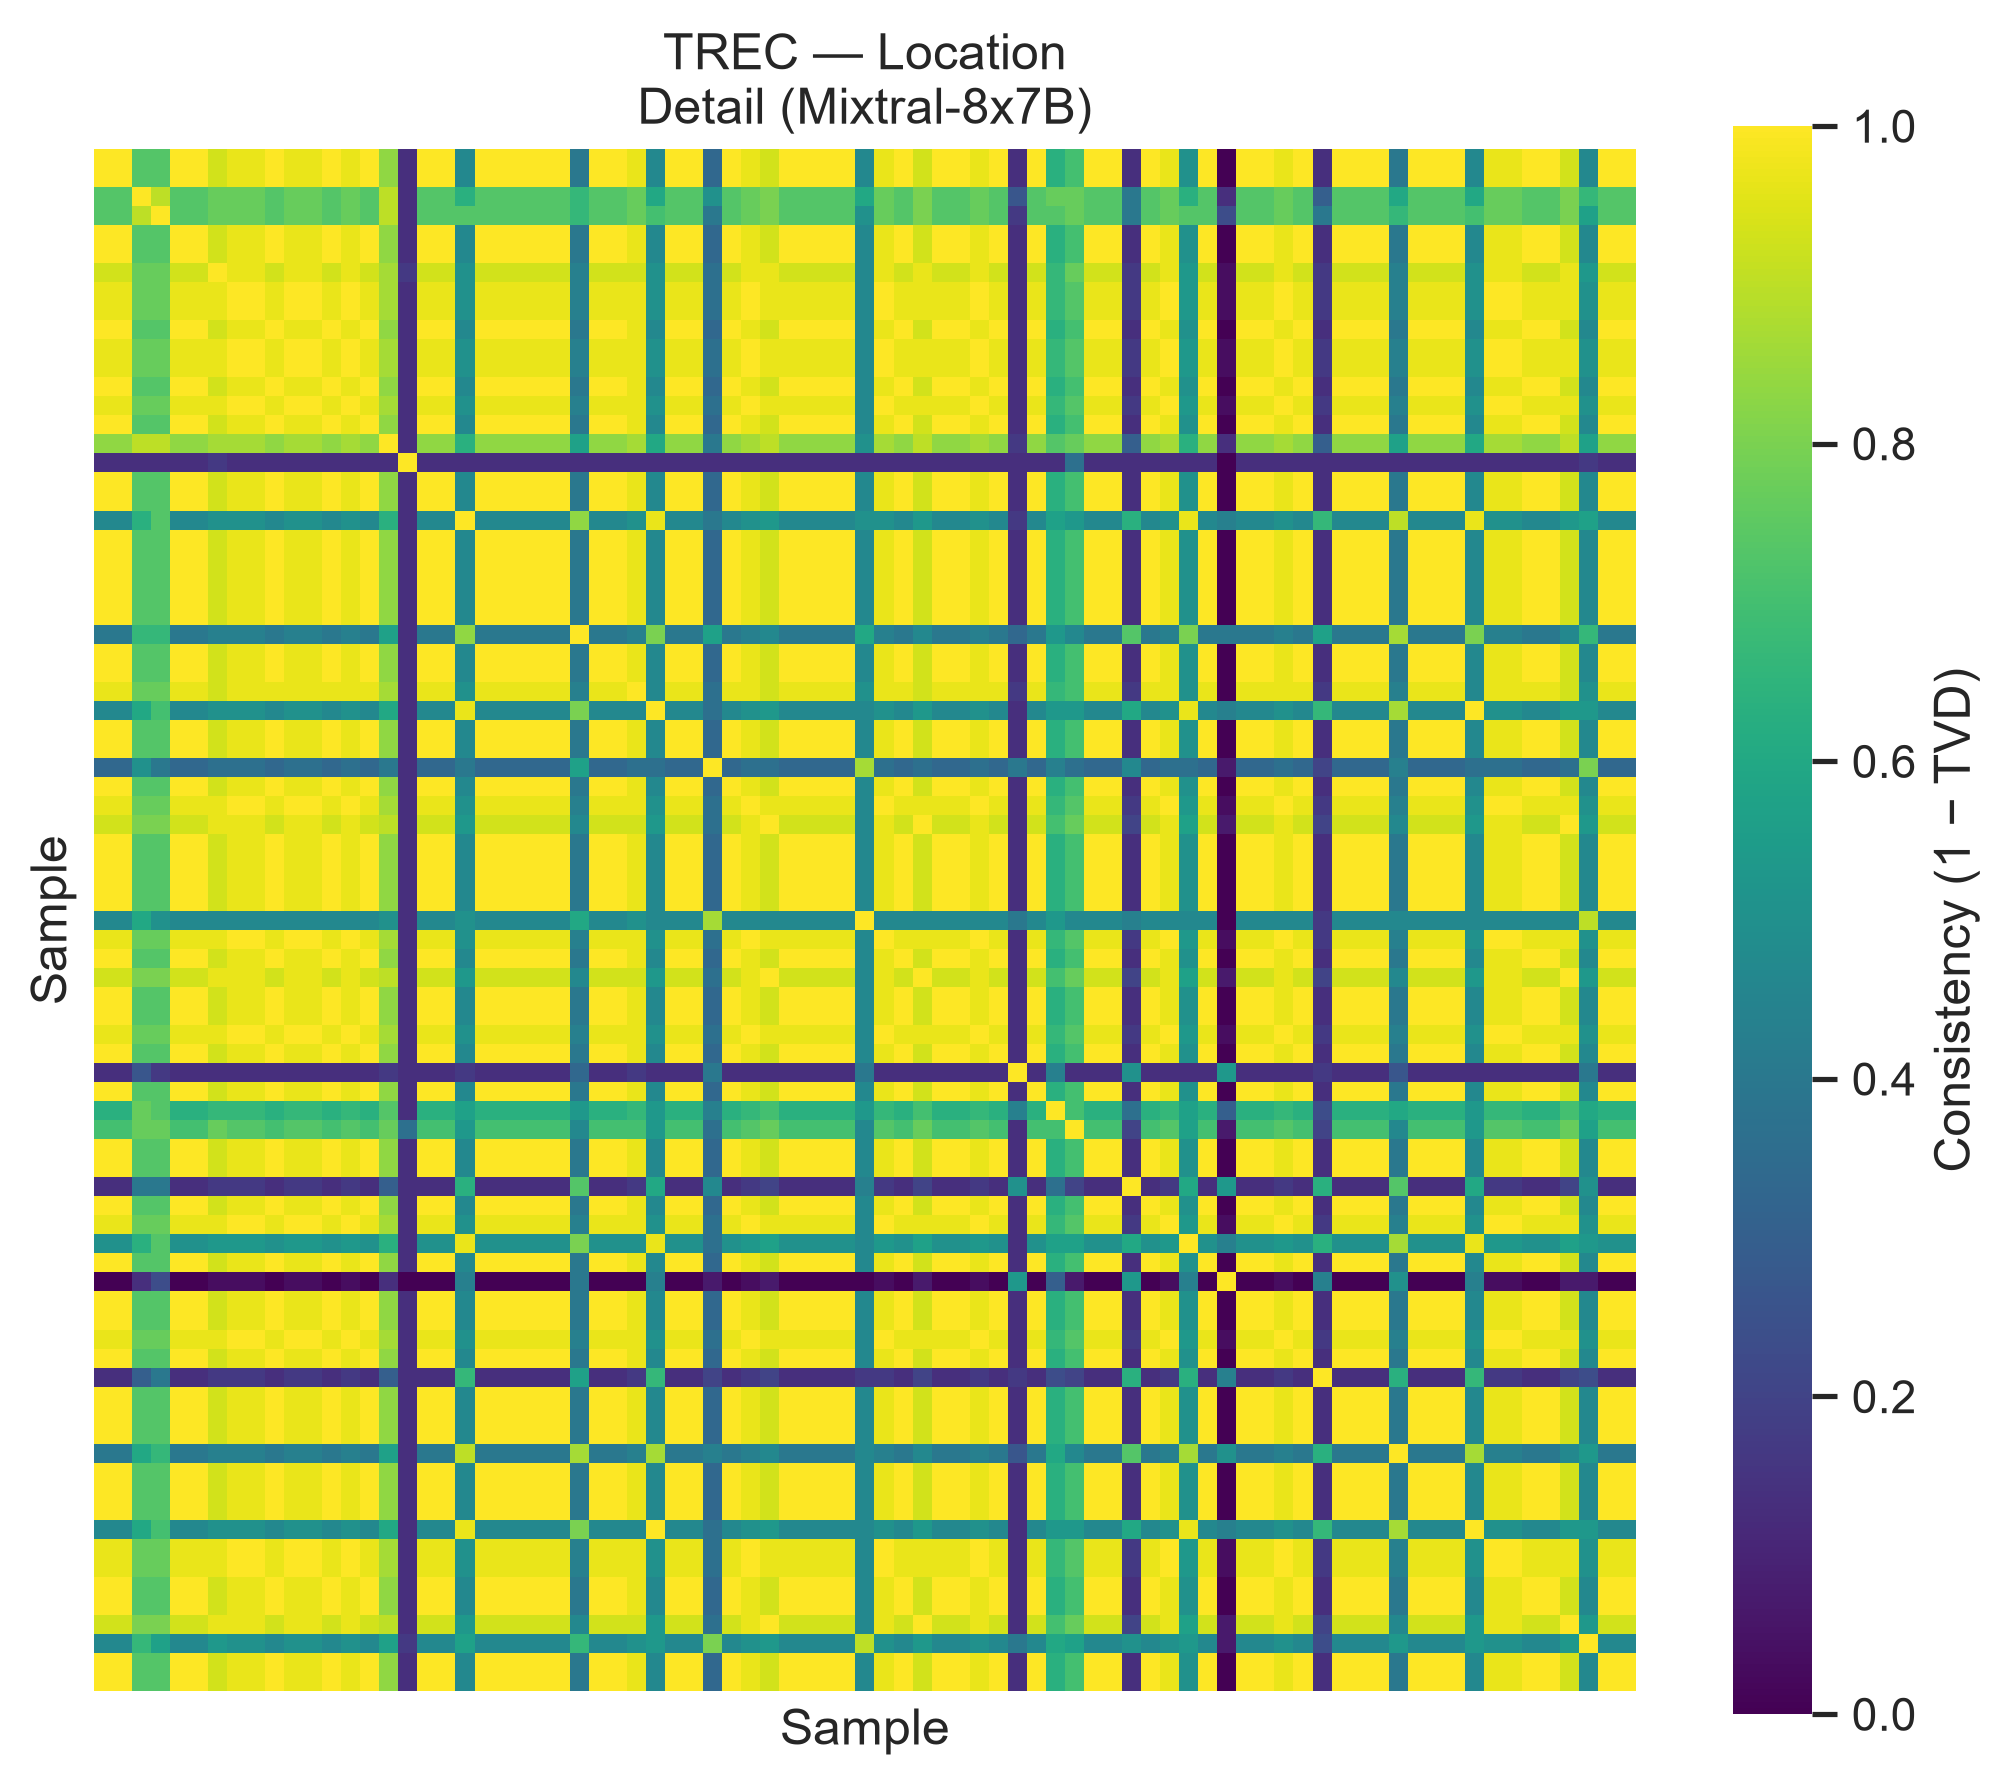 TREC — Location
Detail (Mixtral-8x7B)
Sample
Sample
1.0
0.8
0.6
0.4
0.2
0.0
Consistency (1 − TVD)